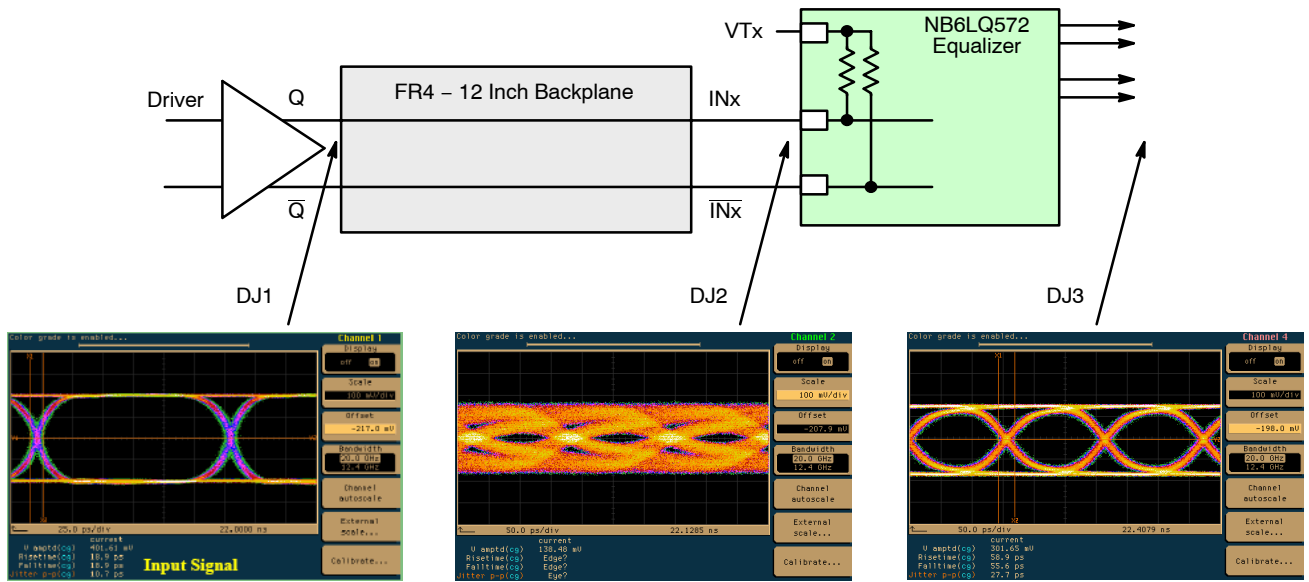 VTx
NB6LQ572
Equalizer
Driver
Q
FR4 − 12 Inch Backplane
INx
Q
INx
DJ1
DJ2
DJ3
Color grade is enabled...
Channel 1
Display
off on
Scale
100 mV/div
Offset
-217.0 mV
Bandwidth
20.0 GHz
12.4 GHz
Channel
autoscale
External
scale...
Calibrate...
X1
25.0 ps/div
22.0000 ns
current
V amptd(cg) 401.61 mV
Risetime(cg) 18.9 ps
Falltime(cg) 18.9 ps
Jitter p-p(cg) 10.7 ps
Input Signal
Color grade is enabled...
Channel 2
Display
off on
Scale
100 mV/div
Offset
-207.9 mV
Bandwidth
20.0 GHz
12.4 GHz
Channel
autoscale
External
scale...
Calibrate...
50.0 ps/div
22.1285 ns
current
V amptd(cg) 138.48 mV
Risetime(cg) Edge?
Falltime(cg) Edge?
Jitter p-p(cg) Eye?
Color grade is enabled...
Channel 4
Display
off on
Scale
100 mV/div
Offset
-198.0 mV
Bandwidth
20.0 GHz
12.4 GHz
Channel
autoscale
External
scale...
Calibrate...
X1
X2
50.0 ps/div
22.4079 ns
current
V amptd(cg) 301.65 mV
Risetime(cg) 58.9 ps
Falltime(cg) 55.6 ps
Jitter p-p(cg) 27.7 ps